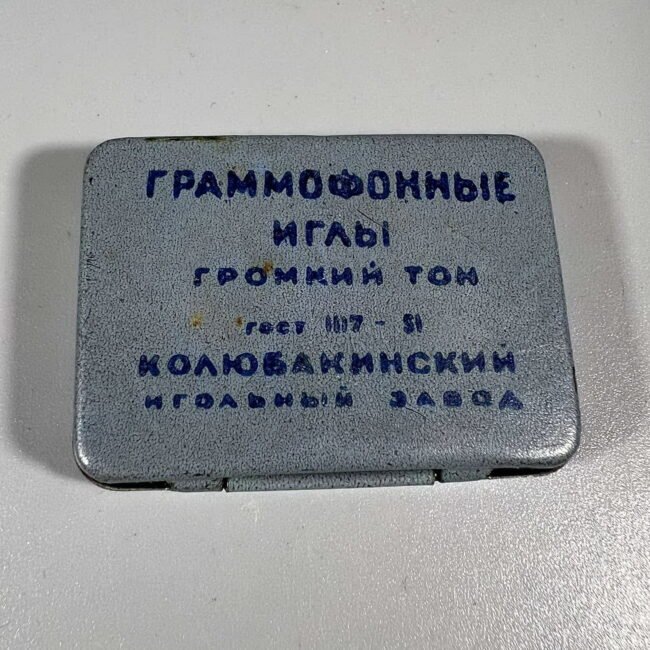 ГРАММОФОННЫЕ
ИГЛЫ
ГРОМКИЙ ТОН
гост 1117 - 51
КОЛЮБАКИНСКИЙ
ИГОЛЬНЫЙ ЗАВОД